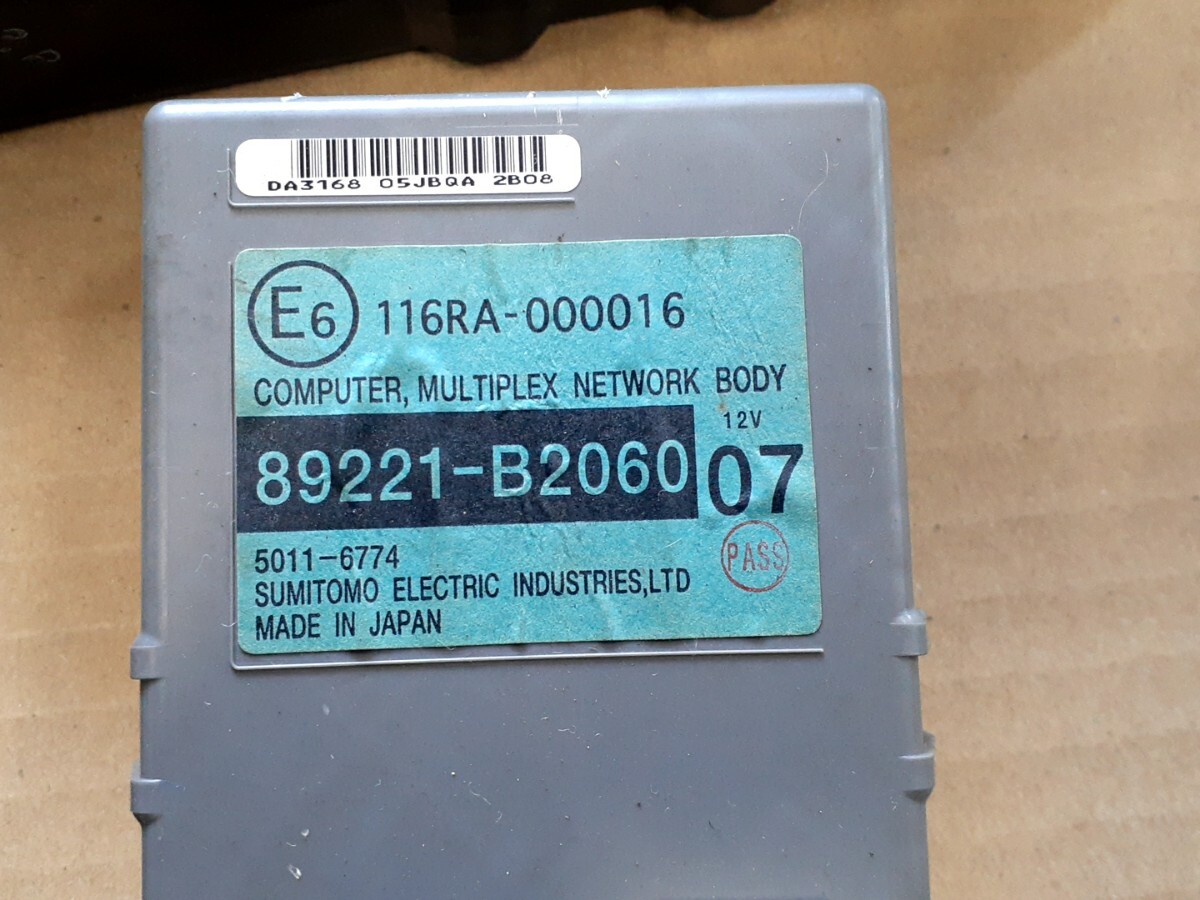 DA3168 05JBQA 2B08
E6 116RA-000016
COMPUTER, MULTIPLEX NETWORK BODY
12V
89221-B2060 07
PASS
5011-6774
SUMITOMO ELECTRIC INDUSTRIES,LTD
MADE IN JAPAN